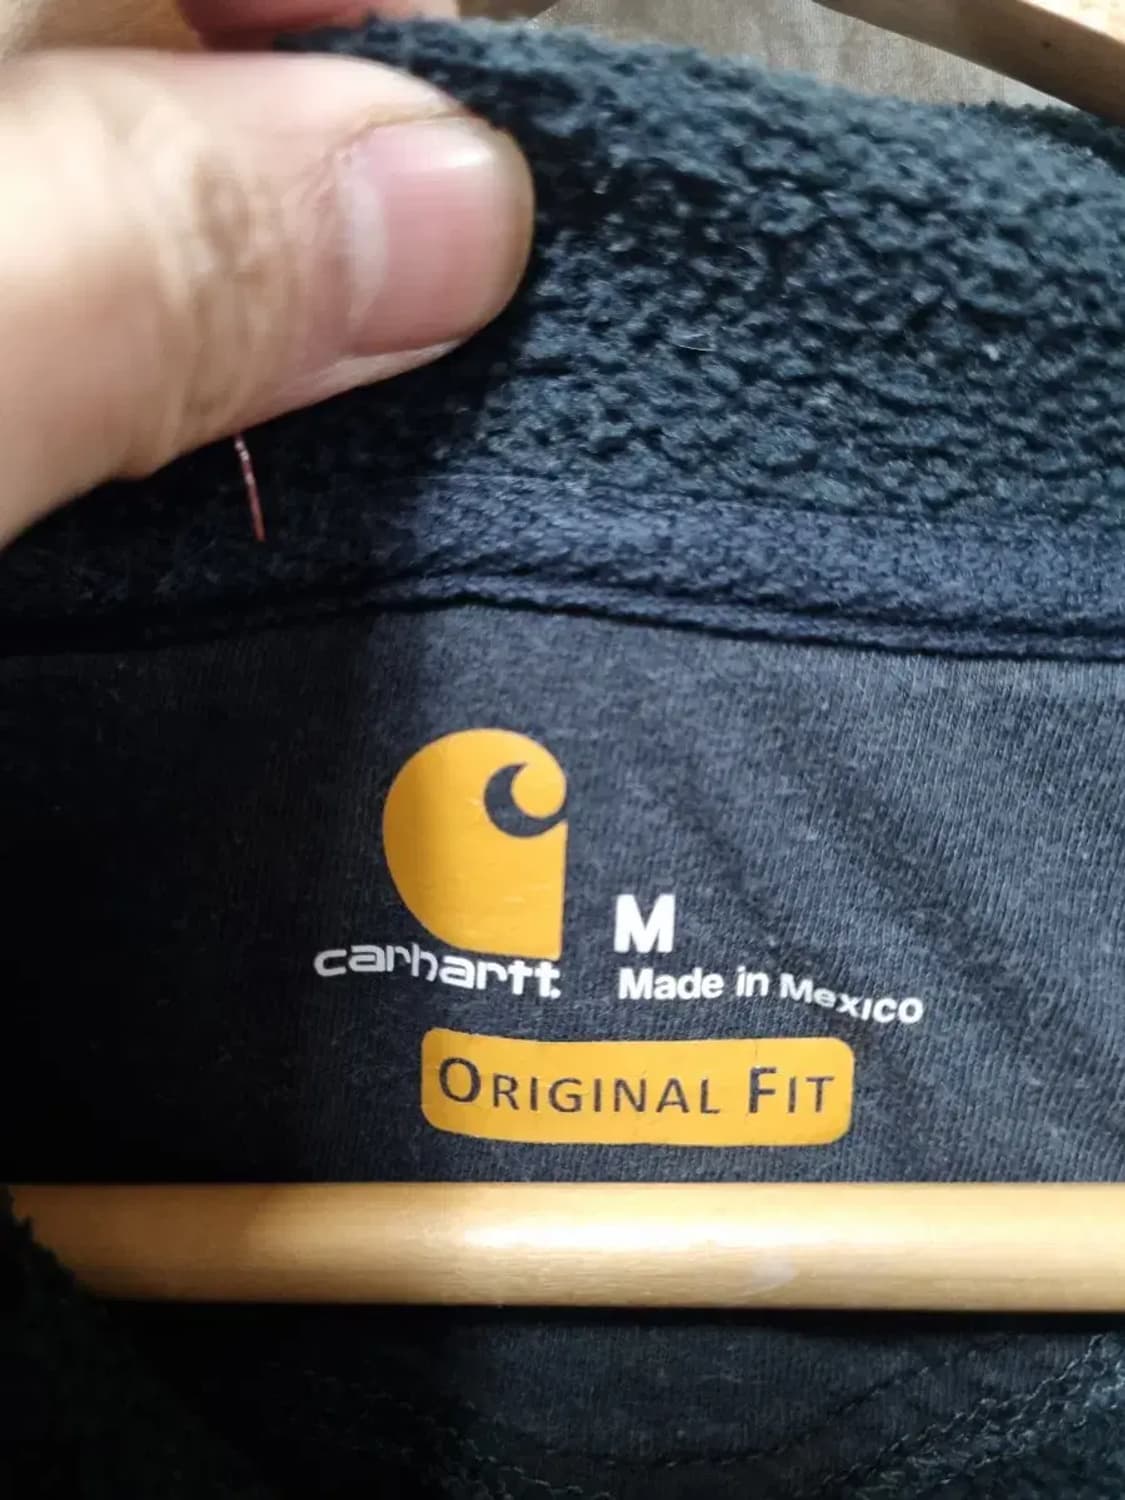 M
carhartt.
Made in Mexico
ORIGINAL FIT